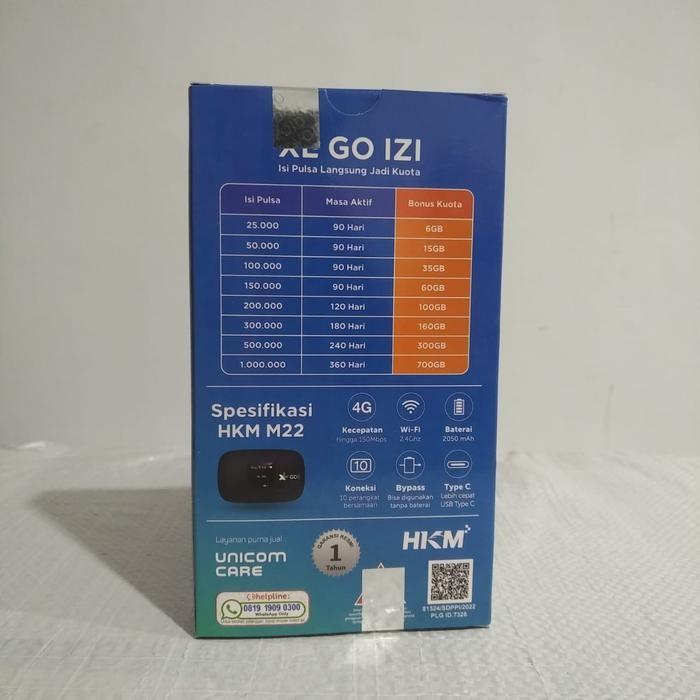 XL GO IZI
Isi Pulsa Langsung Jadi Kuota
Isi Pulsa Masa Aktif Bonus Kuota
25.000 90 Hari 6GB
50.000 90 Hari 15GB
100.000 90 Hari 35GB
150.000 90 Hari 60GB
200.000 120 Hari 100GB
300.000 180 Hari 160GB
500.000 240 Hari 300GB
1.000.000 360 Hari 700GB
Spesifikasi
HKM M22
4G
Kecepatan
hingga 150Mbps
Wi-Fi
2.4Ghz
Baterai
2050 mAh
10
Koneksi
10 perangkat
bersamaan
Bypass
Bisa digunakan
tanpa baterai
Type C
Lebih cepat
USB Type C
XL GO
Layanan purna jual :
UNICOM
CARE
GARANSI RESMI
1
Tahun
HKM
helpline:
0819 1909 0300
WhatsApp Only
81524/SDPPI/2022
PLG ID.7328